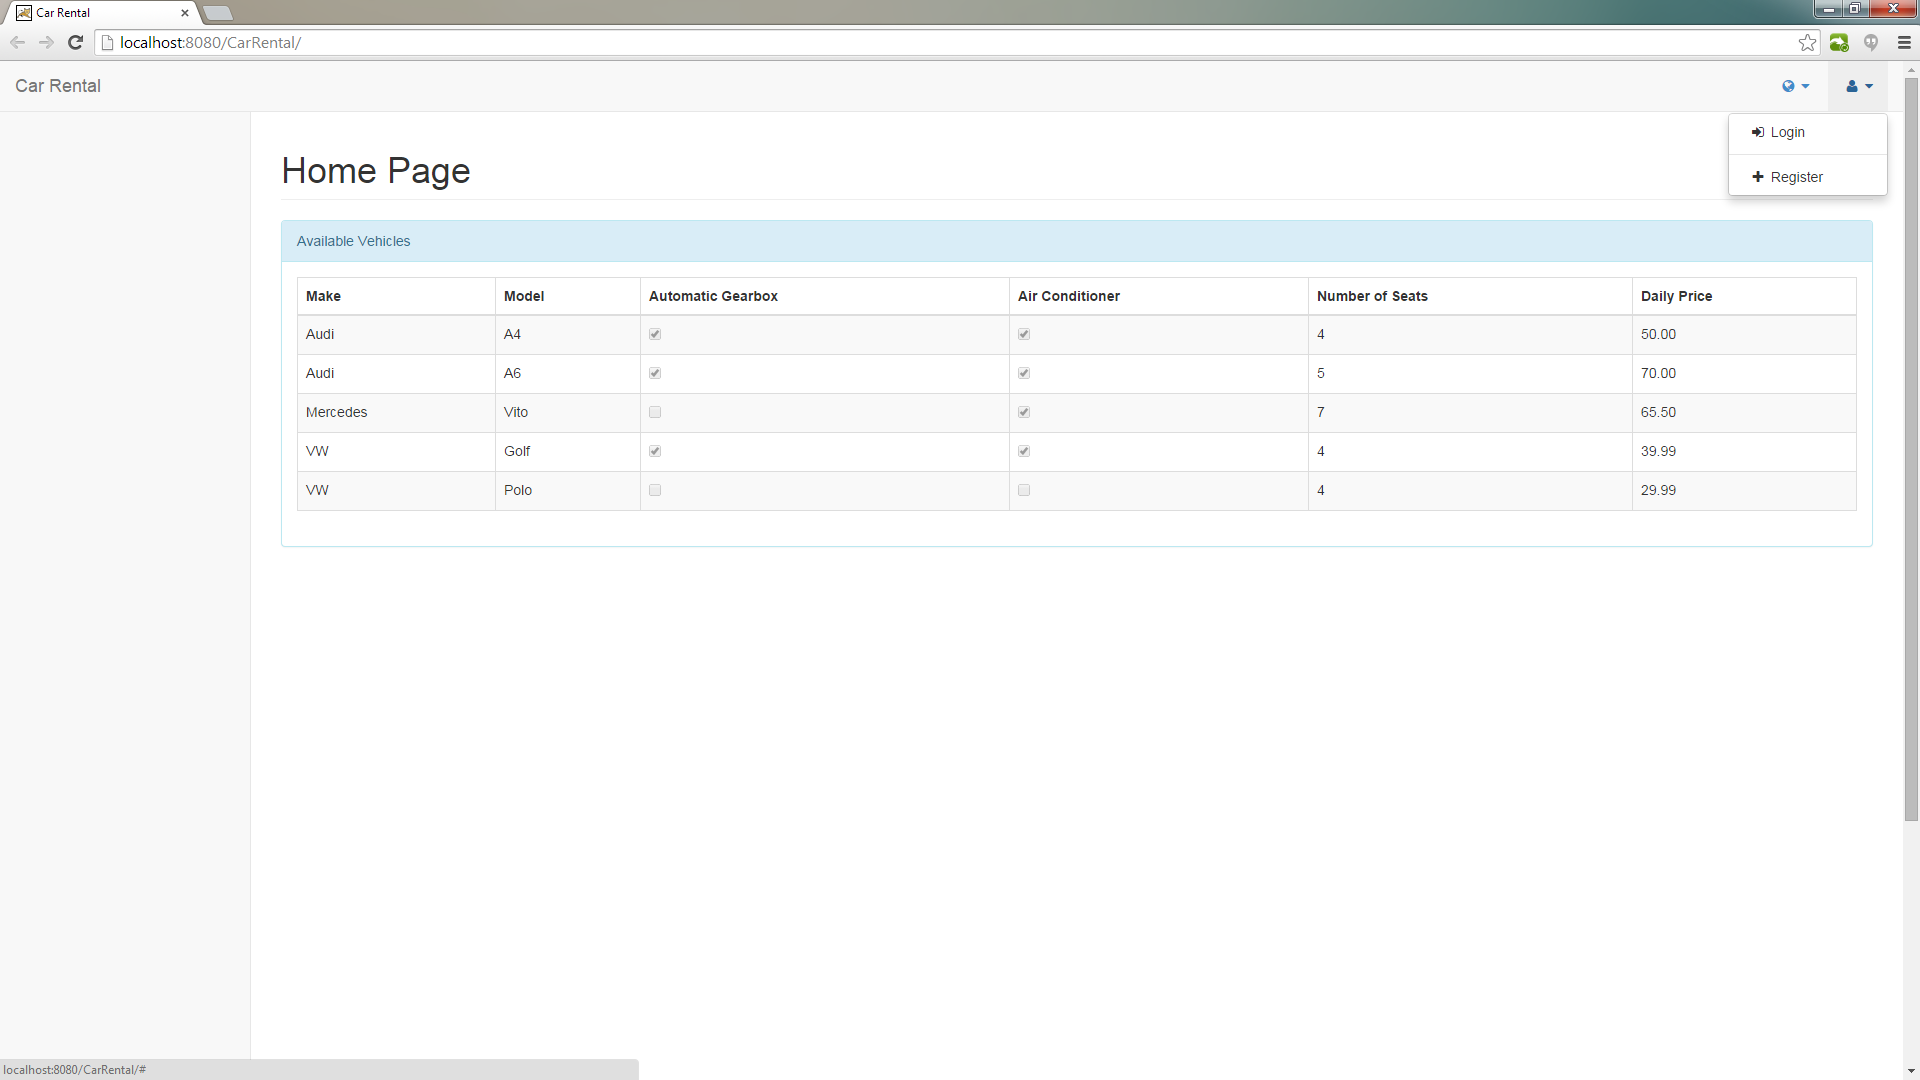 Car Rental
localhost:8080/CarRental/
Car Rental
Login
Register
Home Page
Available Vehicles
Make Model Automatic Gearbox Air Conditioner Number of Seats Daily Price
Audi A4 4 50.00
Audi A6 5 70.00
Mercedes Vito 7 65.50
VW Golf 4 39.99
VW Polo 4 29.99
localhost:8080/CarRental/#